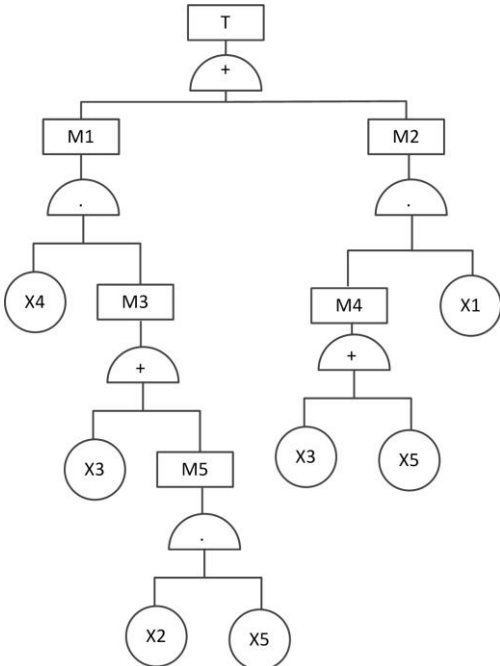 T
+
M1
M2
.
.
X4
M3
M4
X1
+
+
X3
M5
X3
X5
.
X2
X5